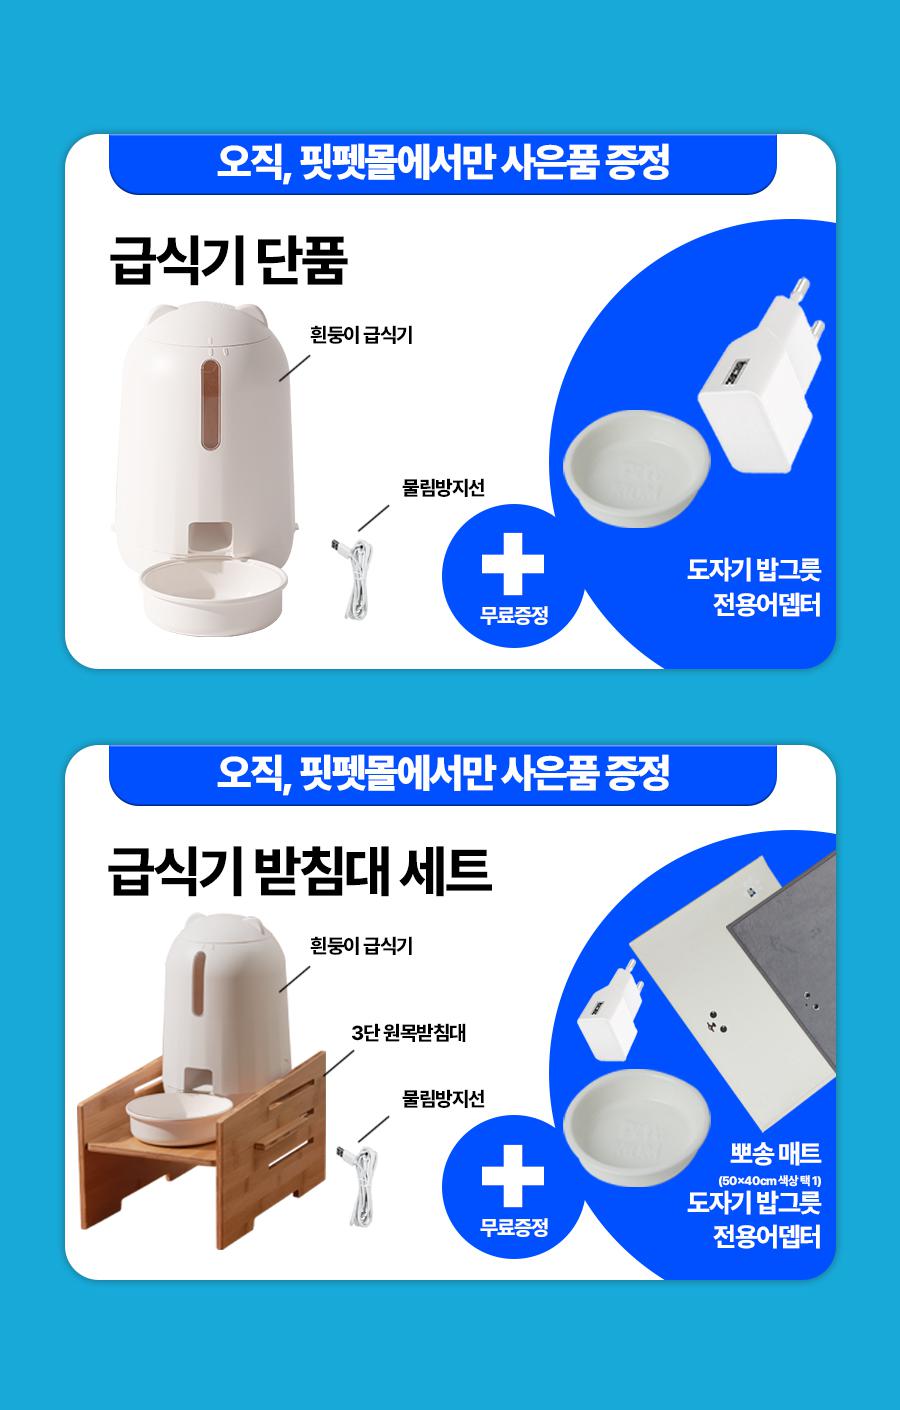 오직, 핏펫몰에서만 사은품 증정
급식기 단품
흰둥이 급식기
물림방지선
무료증정
도자기 밥그릇
전용어뎁터
오직, 핏펫몰에서만 사은품 증정
급식기 받침대 세트
흰둥이 급식기
3단 원목받침대
물림방지선
무료증정
뽀송 매트
(50×40cm 색상 택 1)
도자기 밥그릇
전용어뎁터